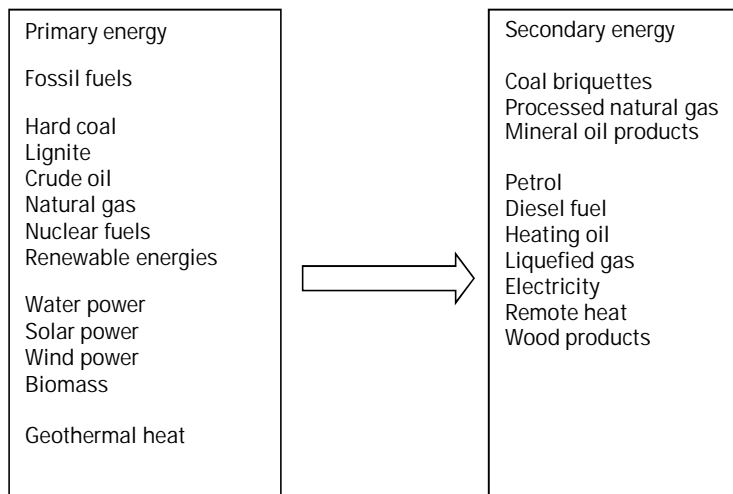 Primary energy
Fossil fuels
Hard coal
Lignite
Crude oil
Natural gas
Nuclear fuels
Renewable energies
Water power
Solar power
Wind power
Biomass
Geothermal heat
Secondary energy
Coal briquettes
Processed natural gas
Mineral oil products
Petrol
Diesel fuel
Heating oil
Liquefied gas
Electricity
Remote heat
Wood products